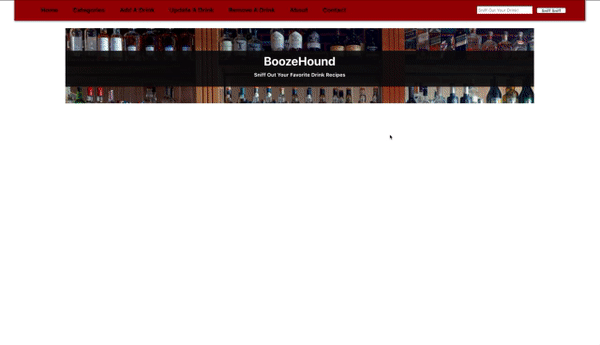 Home Categories Add A Drink Update A Drink Remove A Drink About Contact Sniff Out Your Drink! Sniff Sniff
BoozeHound
Sniff Out Your Favorite Drink Recipes